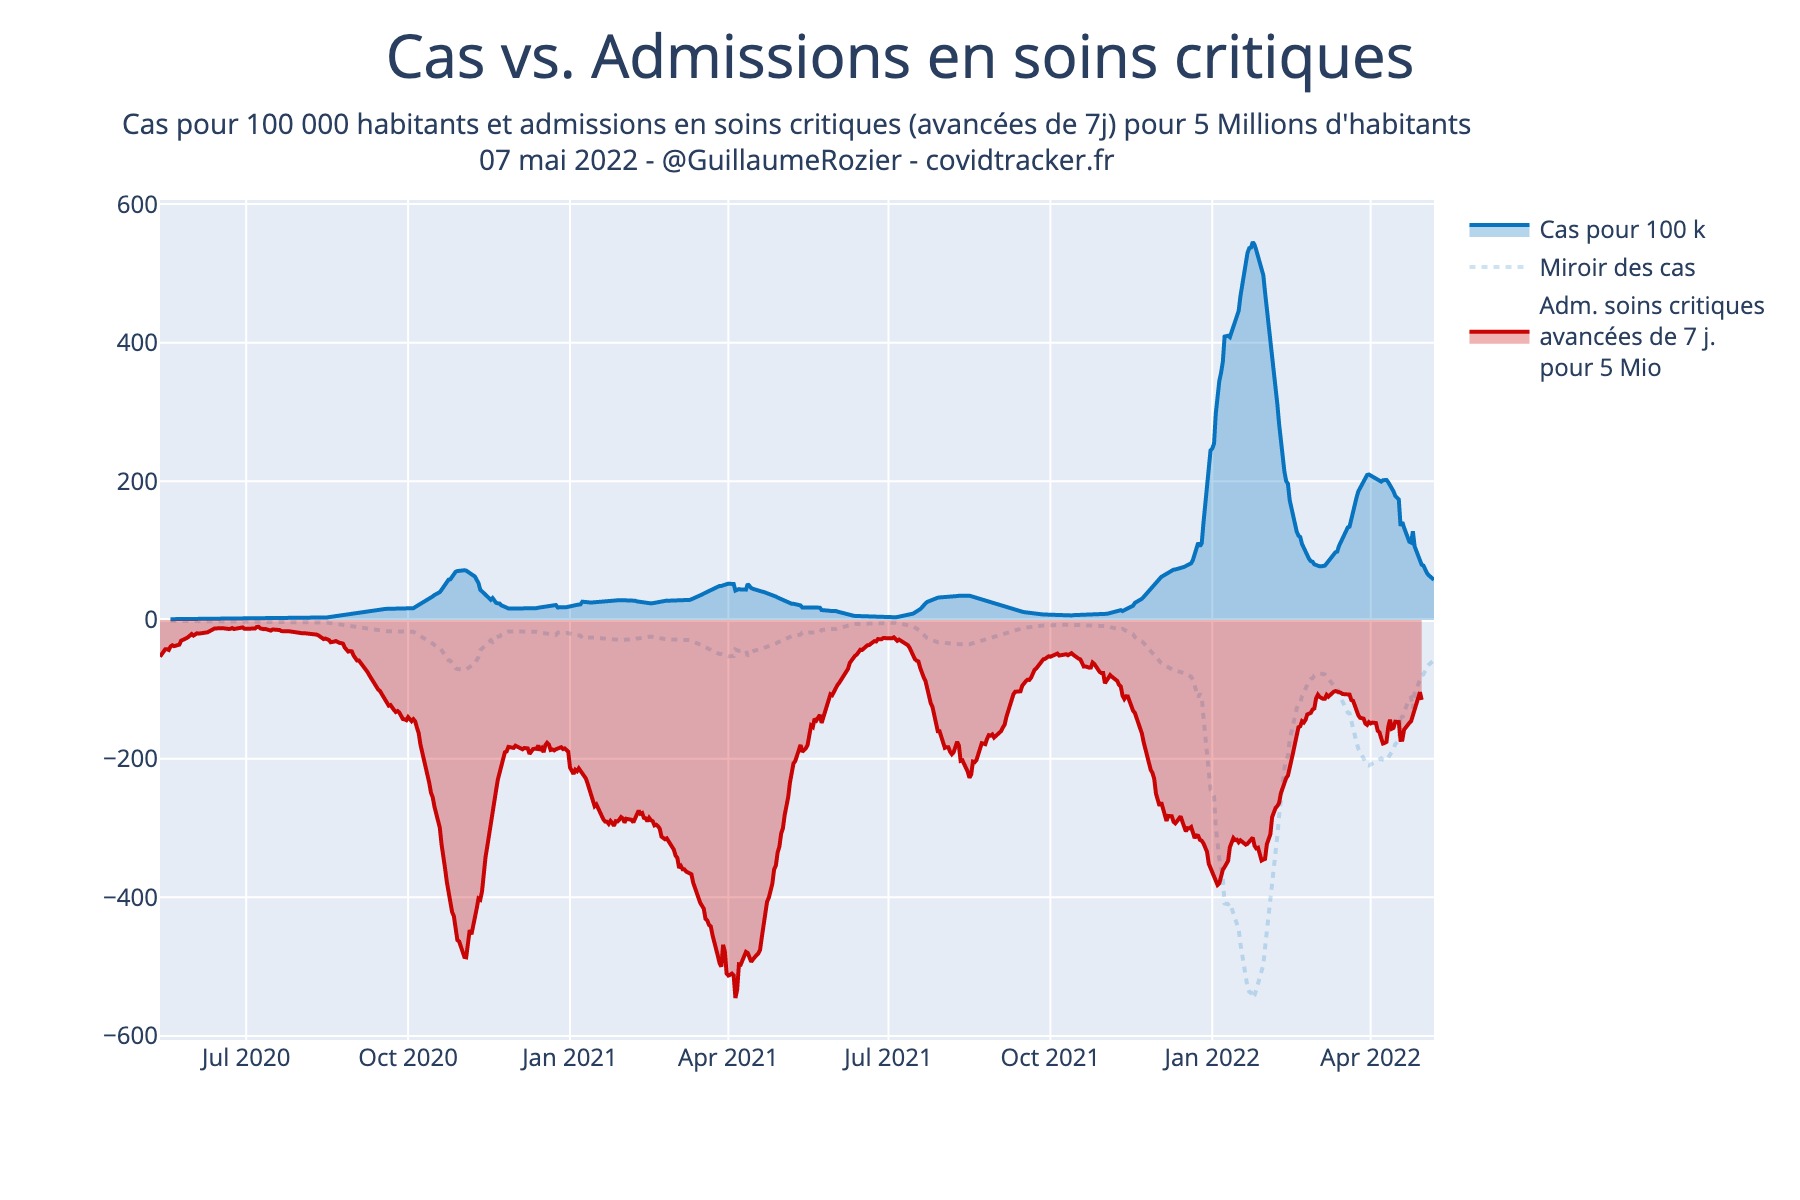 Cas vs. Admissions en soins critiques
Cas pour 100 000 habitants et admissions en soins critiques (avancées de 7j) pour 5 Millions d'habitants
07 mai 2022 - @GuillaumeRozier - covidtracker.fr
600
400
200
0
−200
−400
−600
Jul 2020
Oct 2020
Jan 2021
Apr 2021
Jul 2021
Oct 2021
Jan 2022
Apr 2022
Cas pour 100 k
Miroir des cas
Adm. soins critiques
avancées de 7 j.
pour 5 Mio